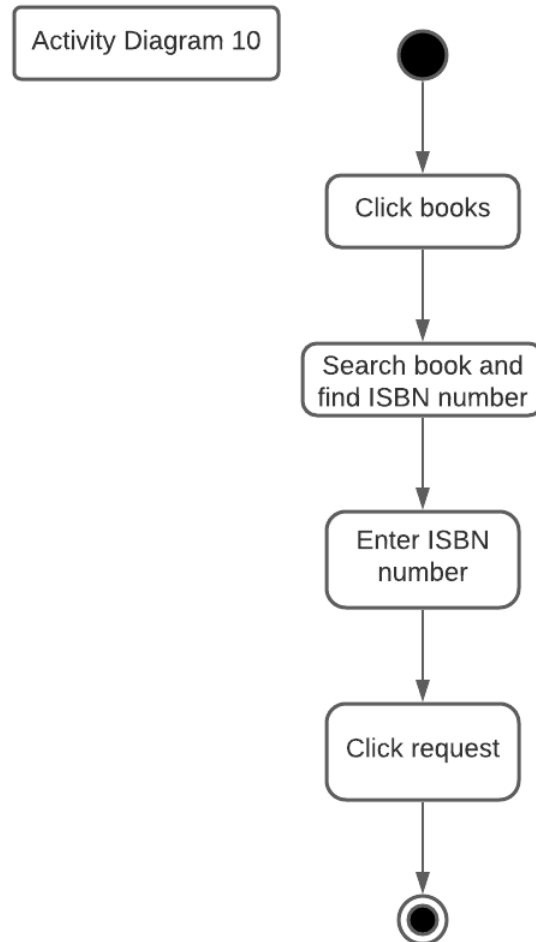 Activity Diagram 10
Click books
Search book and
find ISBN number
Enter ISBN
number
Click request